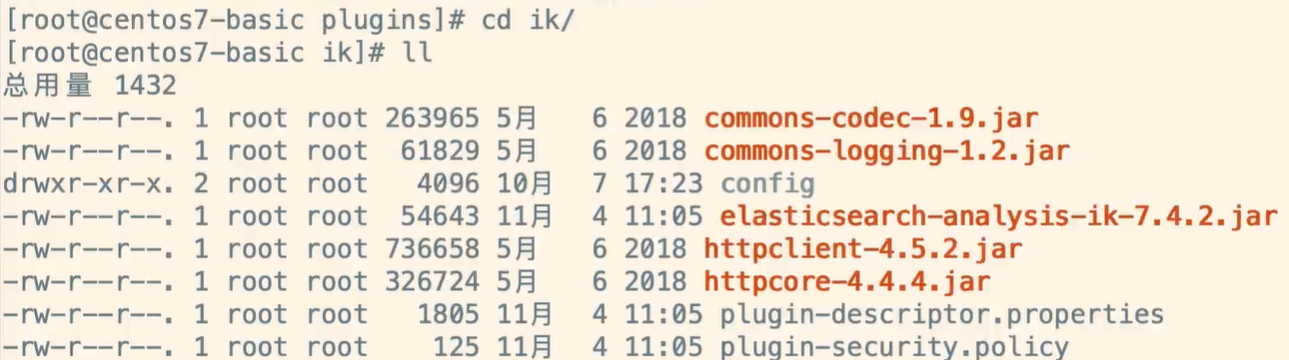 [root@centos7-basic plugins]# cd ik/
[root@centos7-basic ik]# ll
总用量 1432
-rw-r--r--. 1 root root 263965 5月   6 2018 commons-codec-1.9.jar
-rw-r--r--. 1 root root  61829 5月   6 2018 commons-logging-1.2.jar
drwxr-xr-x. 2 root root   4096 10月  7 17:23 config
-rw-r--r--. 1 root root  54643 11月  4 11:05 elasticsearch-analysis-ik-7.4.2.jar
-rw-r--r--. 1 root root 736658 5月   6 2018 httpclient-4.5.2.jar
-rw-r--r--. 1 root root 326724 5月   6 2018 httpcore-4.4.4.jar
-rw-r--r--. 1 root root   1805 11月  4 11:05 plugin-descriptor.properties
-rw-r--r--. 1 root root    125 11月  4 11:05 plugin-security.policy